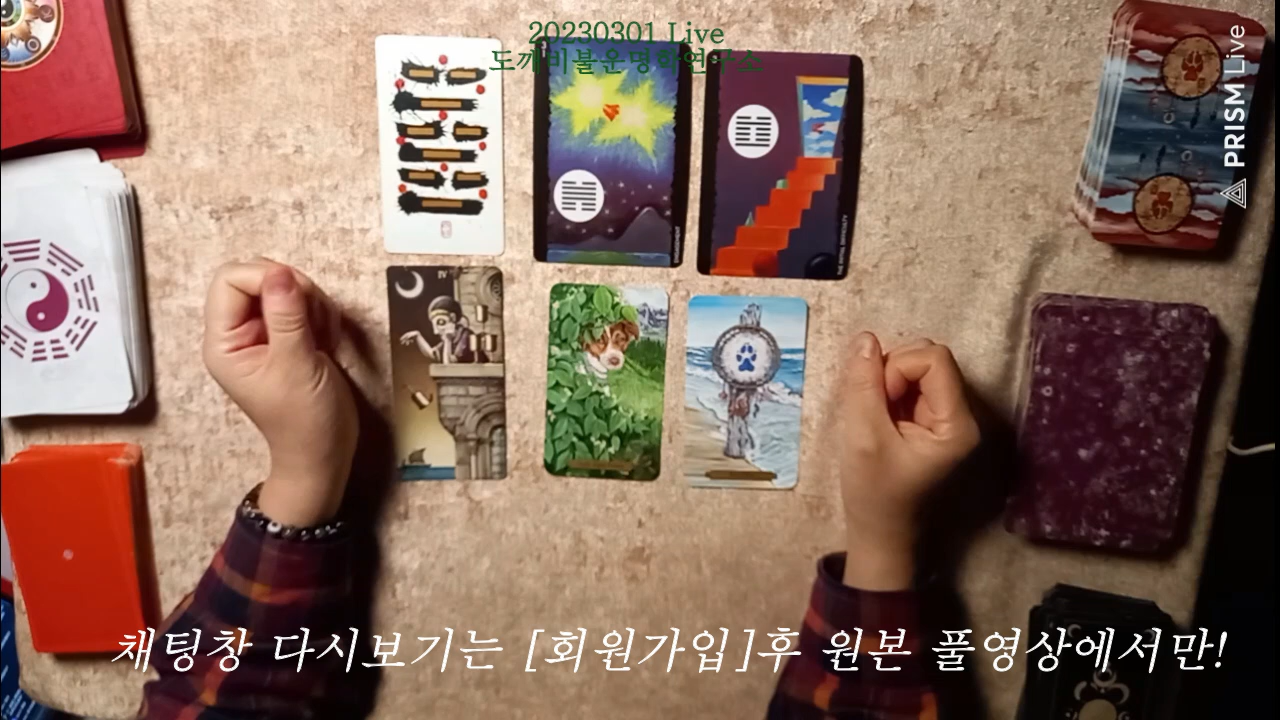 20230301 Live
도깨비불운명학연구소
PRISM Live
IV
채팅창 다시보기는 [회원가입]후 원본 풀영상에서만!